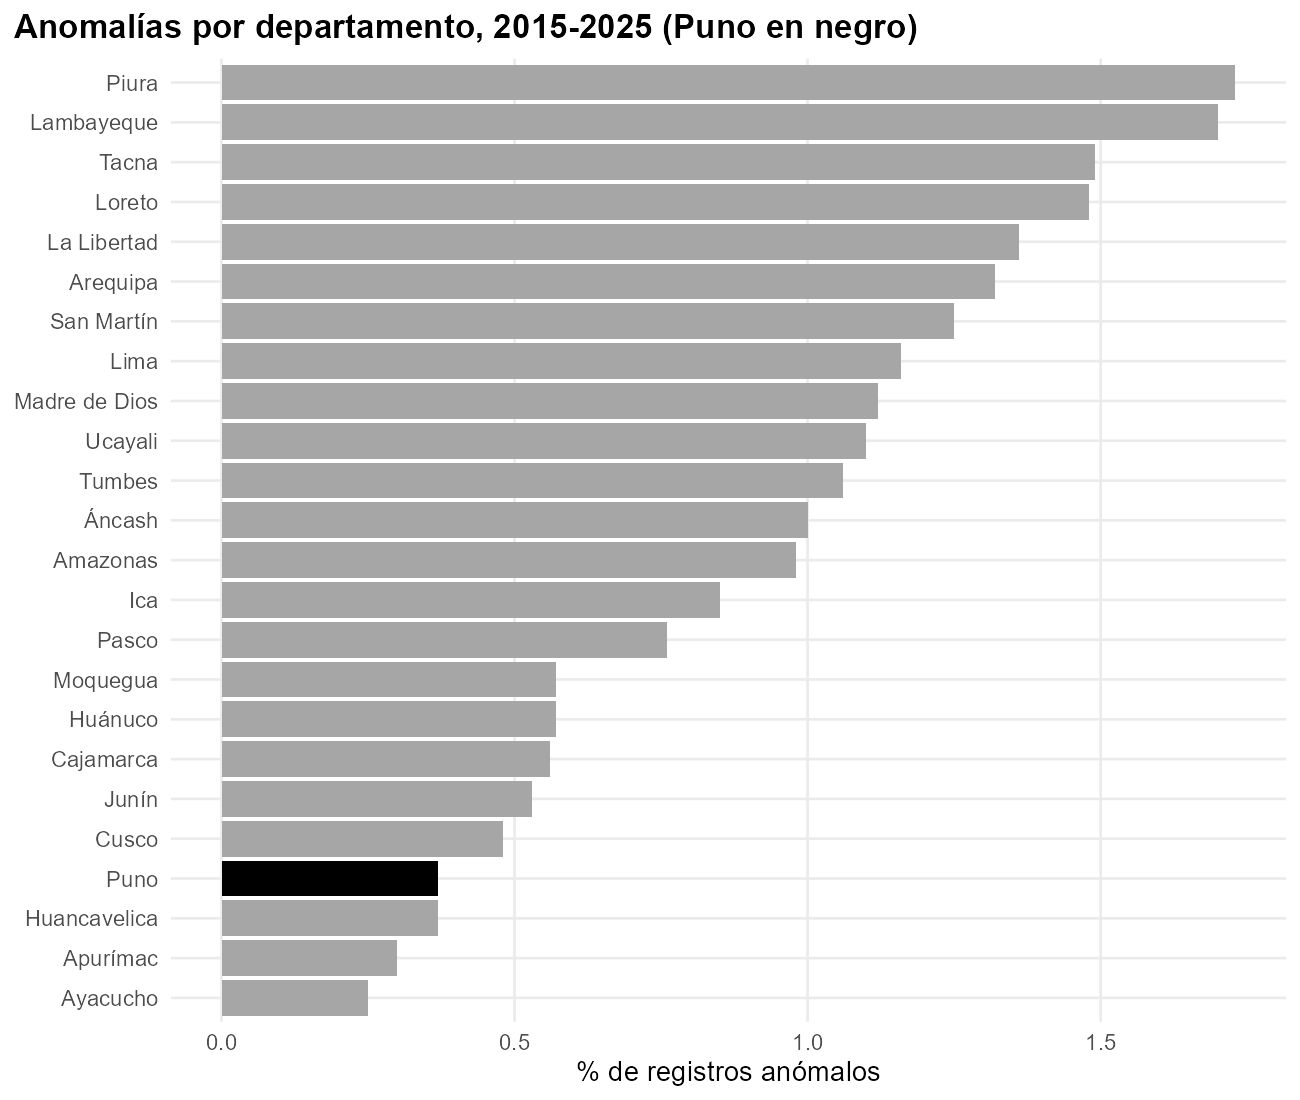 Anomalías por departamento, 2015-2025 (Puno en negro)
Piura
Lambayeque
Tacna
Loreto
La Libertad
Arequipa
San Martín
Lima
Madre de Dios
Ucayali
Tumbes
Áncash
Amazonas
Ica
Pasco
Moquegua
Huánuco
Cajamarca
Junín
Cusco
Puno
Huancavelica
Apurímac
Ayacucho
0.0 0.5 1.0 1.5
% de registros anómalos